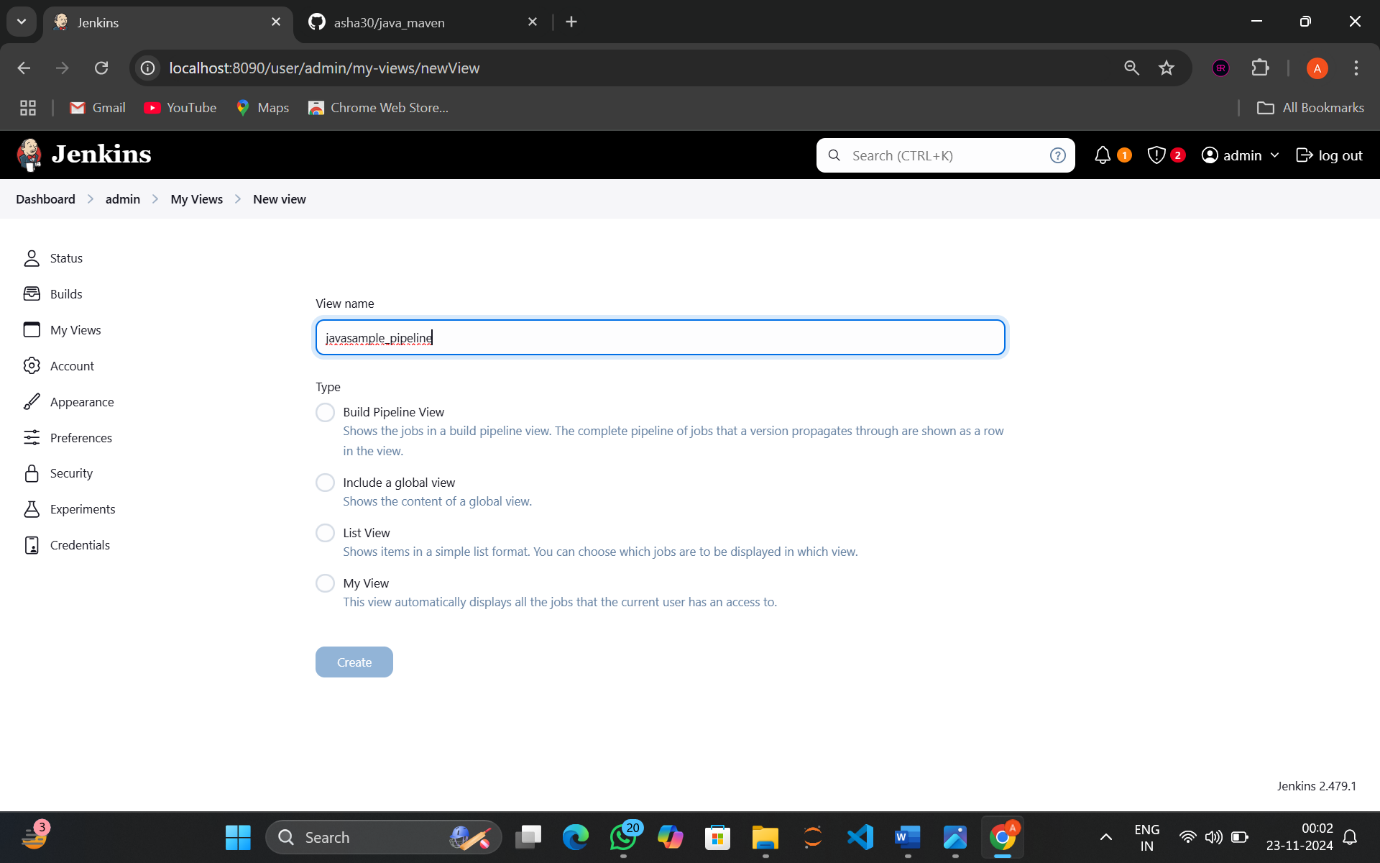 Jenkins
asha30/java_maven
localhost:8090/user/admin/my-views/newView
BR
A
Gmail
YouTube
Maps
Chrome Web Store...
All Bookmarks
Jenkins
Search (CTRL+K)
?
1
2
admin
log out
Dashboard
admin
My Views
New view
Status
Builds
My Views
Account
Appearance
Preferences
Security
Experiments
Credentials
View name
javasample_pipeline
Type
Build Pipeline View
Shows the jobs in a build pipeline view. The complete pipeline of jobs that a version propagates through are shown as a row
in the view.
Include a global view
Shows the content of a global view.
List View
Shows items in a simple list format. You can choose which jobs are to be displayed in which view.
My View
This view automatically displays all the jobs that the current user has an access to.
Create
Jenkins 2.479.1
3
Search
20
W
A
ENG
IN
00:02
23-11-2024